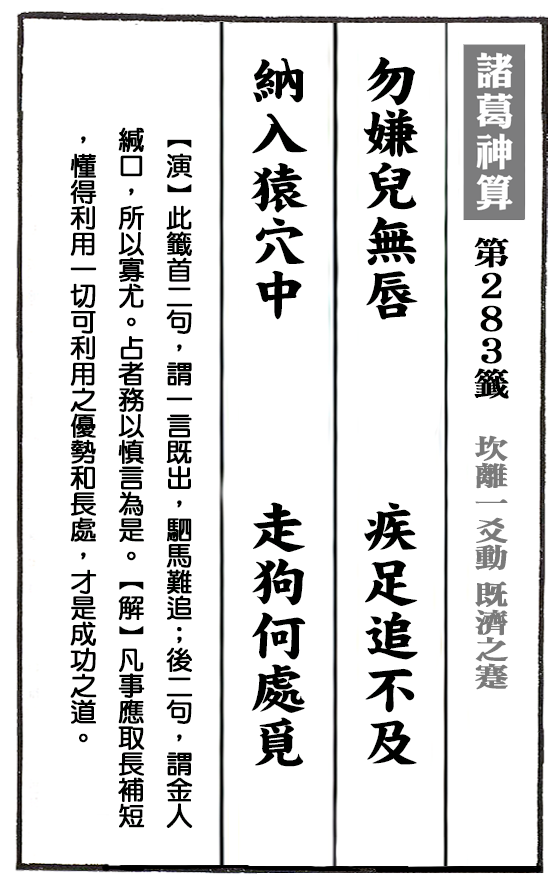 諸葛神算 第283籤 坎離一爻動 既濟之蹇
勿嫌兒無唇 疾足追不及
納入猿穴中 走狗何處覓
【演】此籤首二句，謂一言既出，駟馬難追；後二句，謂金人
緘口，所以寡尤。占者務以慎言為是。【解】凡事應取長補短
，懂得利用一切可利用之優勢和長處，才是成功之道。